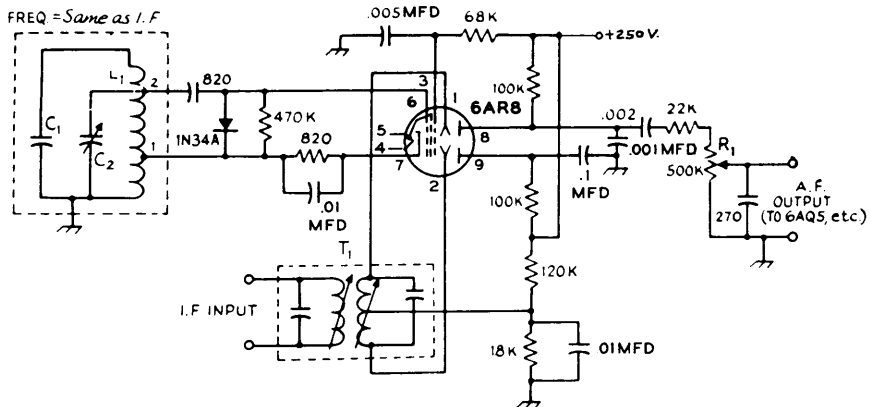 FREQ.=Same as I.F
.005MFD
68K
+250V.
L1
2
820
3
1
6
6AR8
100K
C1
C2
1N34A
470K
5
4
7
8
9
820
.002
22K
.001MFD
R1
500K
1
2
.01
MFD
.1
MFD
100K
270
A.F.
OUTPUT
(TO 6AQ5, etc.)
T1
120K
I.F INPUT
18K
01MFD